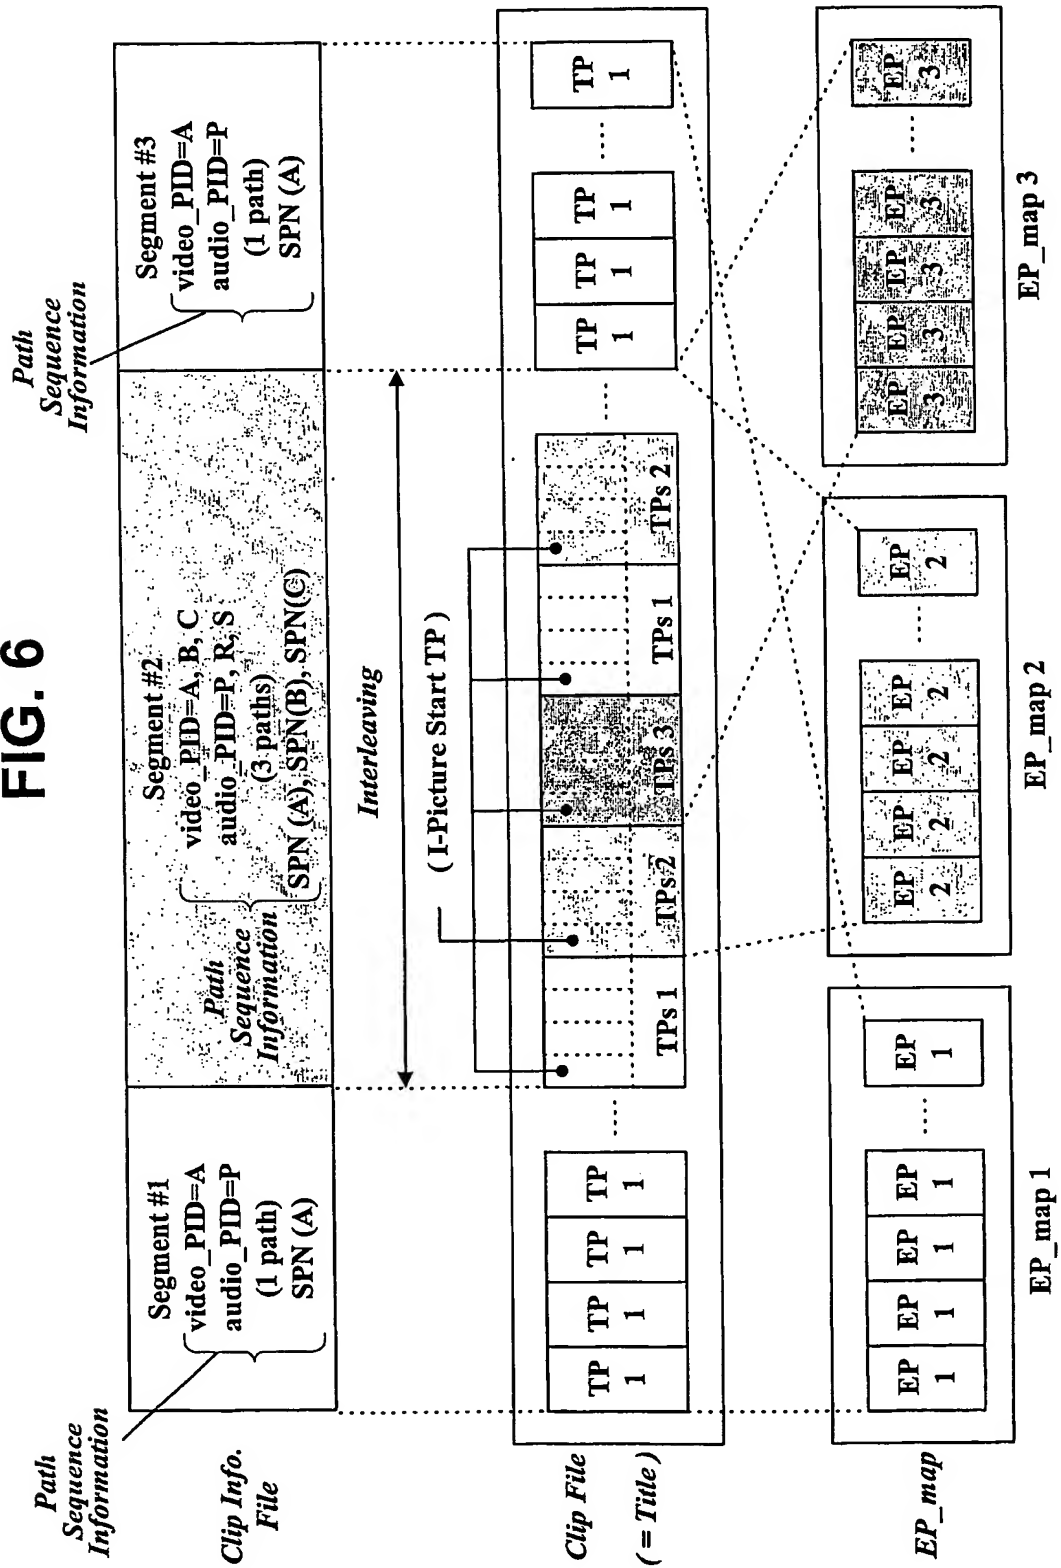 FIG. 6
Path
Sequence
Information
Path
Sequence
Information
Clip Info.
File
Segment #1
video_PID=A
audio_PID=P
(1 path)
SPN (A)
Segment #2
video_PID=A, B, C
audio_PID=P, R, S
(3 paths)
SPN (A), SPN(B), SPN(C)
Path
Sequence
Information
Segment #3
video_PID=A
audio_PID=P
(1 path)
SPN (A)
Interleaving
( I-Picture Start TP )
Clip File
( = Title )
TP
1
TP
1
TP
1
TP
1
TPs 1
TPs 2
TPs 3
TPs 1
TPs 2
TP
1
TP
1
TP
1
TP
1
EP_map
EP
1
EP
1
EP
1
EP
1
EP
1
EP_map 1
EP
2
EP
2
EP
2
EP
2
EP
2
EP_map 2
EP
3
EP
3
EP
3
EP
3
EP
3
EP_map 3